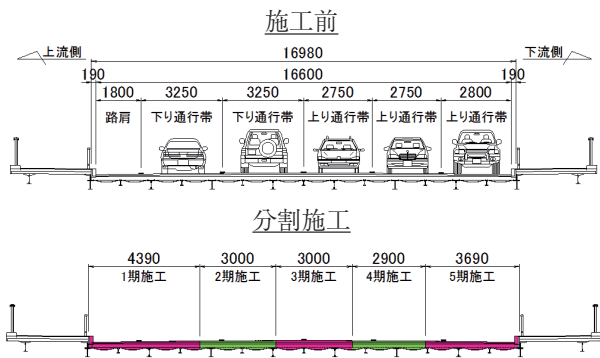 施工前
上流側
下流側
16980
190 16600 190
1800 3250 3250 2750 2750 2800
路肩 下り通行帯 下り通行帯 上り通行帯 上り通行帯 上り通行帯
分割施工
4390 3000 3000 2900 3690
1期施工 2期施工 3期施工 4期施工 5期施工